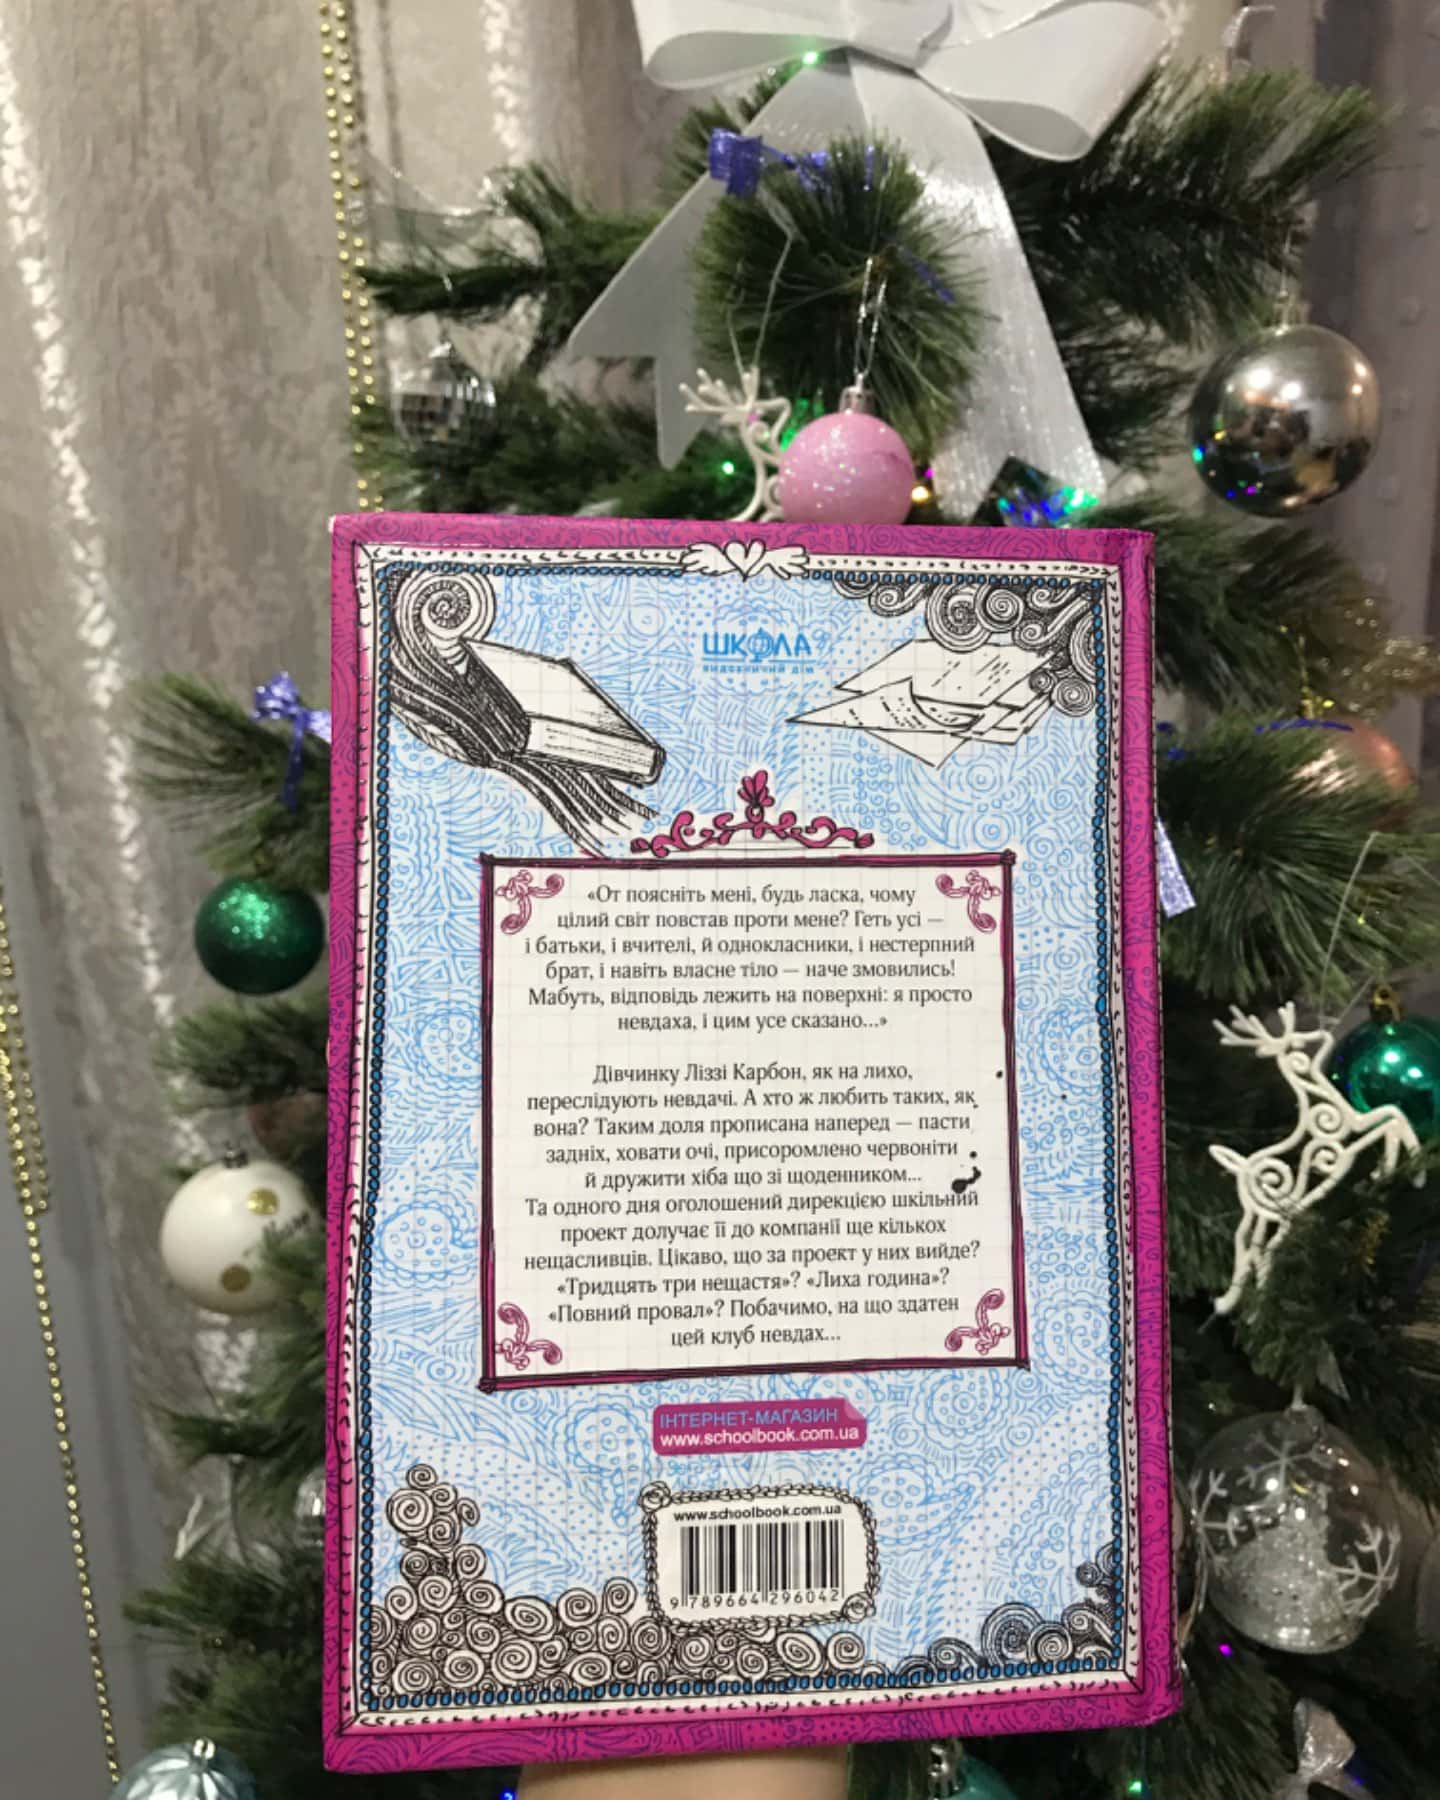 ШКОЛА
видавничий дім
«От поясніть мені, будь ласка, чому
цілий світ повстав проти мене? Геть усі —
і батьки, і вчителі, й однокласники, і нестерпний
брат, і навіть власне тіло — наче змовились!
Мабуть, відповідь лежить на поверхні: я просто
невдаха, і цим усе сказано...»
Дівчинку Ліззі Карбон, як на лихо,
переслідують невдачі. А хто ж любить таких, як
вона? Таким доля прописана наперед — пасти
задніх, ховати очі, присоромлено червоніти
й дружити хіба що зі щоденником...
Та одного дня оголошений дирекцією шкільний
проект долучає її до компанії ще кількох
нещасливців. Цікаво, що за проект у них вийде?
«Тридцять три нещастя»? «Лиха година»?
«Повний провал»? Побачимо, на що здатен
цей клуб невдах...
ІНТЕРНЕТ-МАГАЗИН
www.schoolbook.com.ua
www.schoolbook.com.ua
9 789664 296042